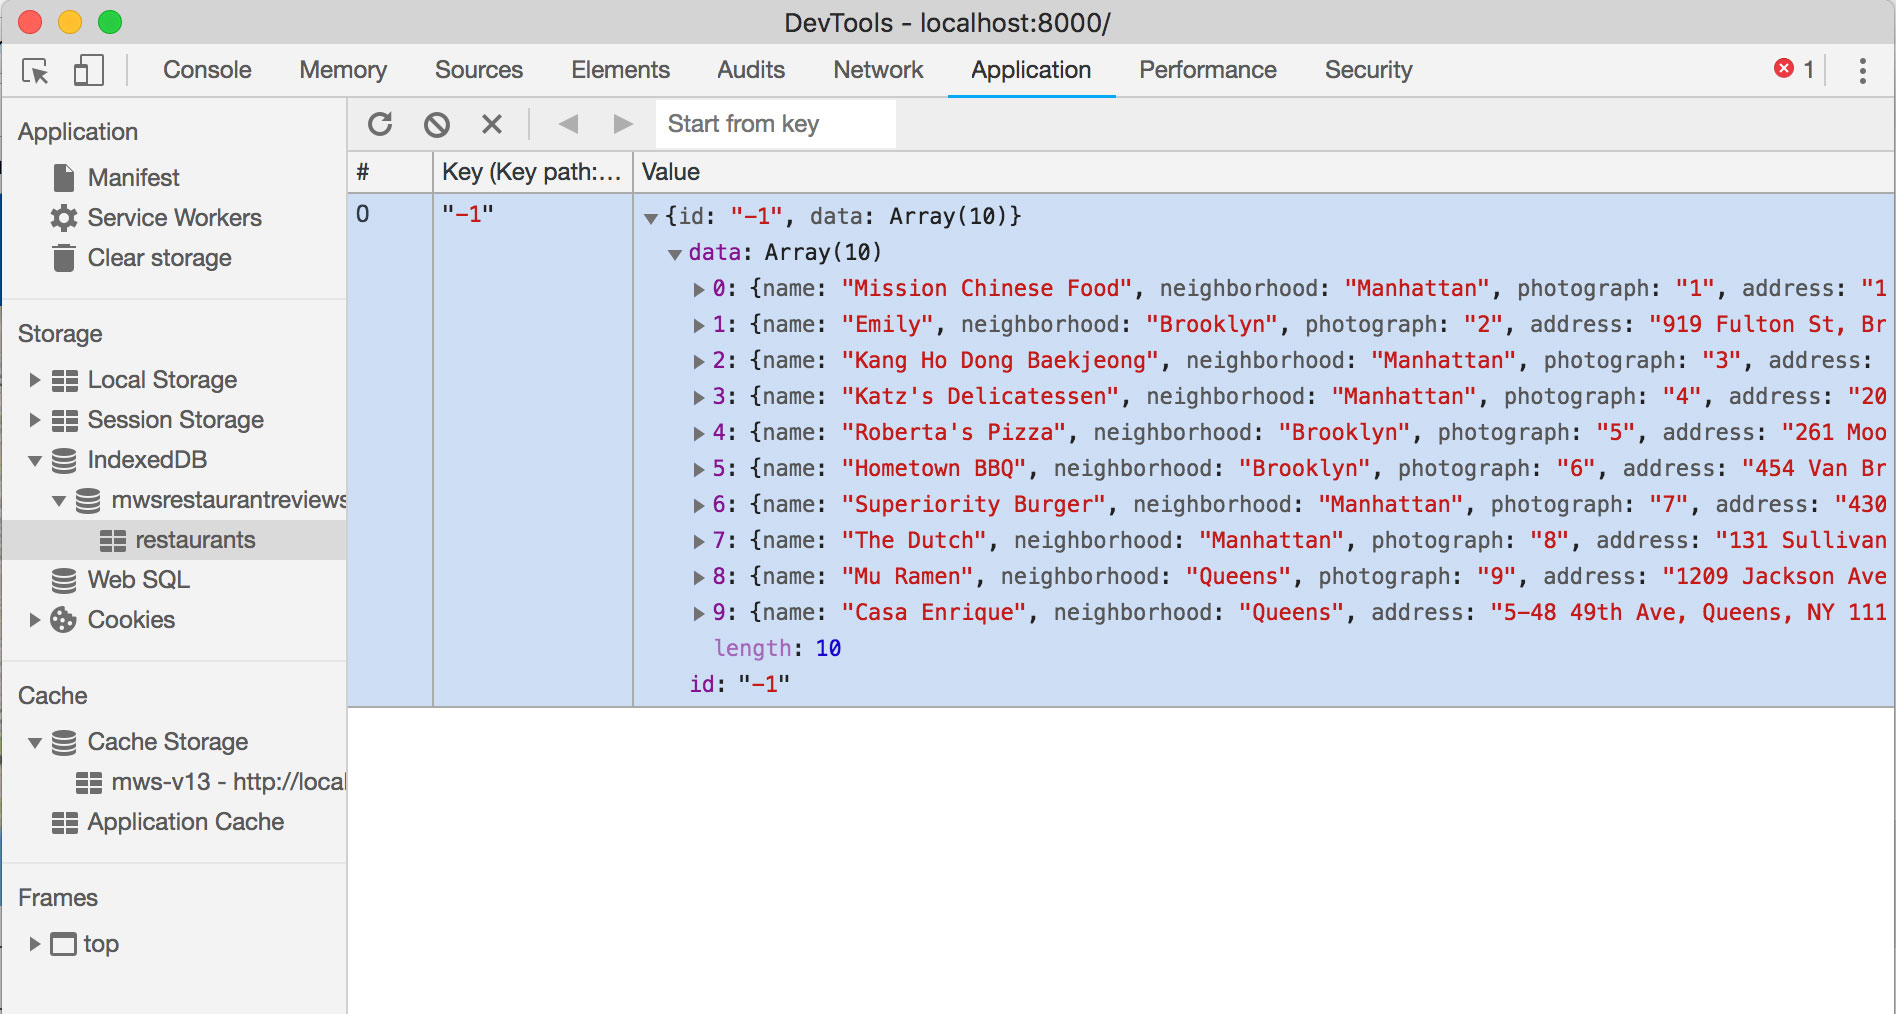 DevTools - localhost:8000/
Console Memory Sources Elements Audits Network Application Performance Security 1
Application
Manifest
Service Workers
Clear storage
Storage
Local Storage
Session Storage
IndexedDB
mwsrestaurantreviews
restaurants
Web SQL
Cookies
Cache
Cache Storage
mws-v13 - http://local
Application Cache
Frames
top
Start from key
# Key (Key path:... Value
0 "-1" {id: "-1", data: Array(10)}
data: Array(10)
0: {name: "Mission Chinese Food", neighborhood: "Manhattan", photograph: "1", address: "1
1: {name: "Emily", neighborhood: "Brooklyn", photograph: "2", address: "919 Fulton St, Br
2: {name: "Kang Ho Dong Baekjeong", neighborhood: "Manhattan", photograph: "3", address:
3: {name: "Katz's Delicatessen", neighborhood: "Manhattan", photograph: "4", address: "20
4: {name: "Roberta's Pizza", neighborhood: "Brooklyn", photograph: "5", address: "261 Moo
5: {name: "Hometown BBQ", neighborhood: "Brooklyn", photograph: "6", address: "454 Van Br
6: {name: "Superiority Burger", neighborhood: "Manhattan", photograph: "7", address: "430
7: {name: "The Dutch", neighborhood: "Manhattan", photograph: "8", address: "131 Sullivan
8: {name: "Mu Ramen", neighborhood: "Queens", photograph: "9", address: "1209 Jackson Ave
9: {name: "Casa Enrique", neighborhood: "Queens", address: "5-48 49th Ave, Queens, NY 111
length: 10
id: "-1"